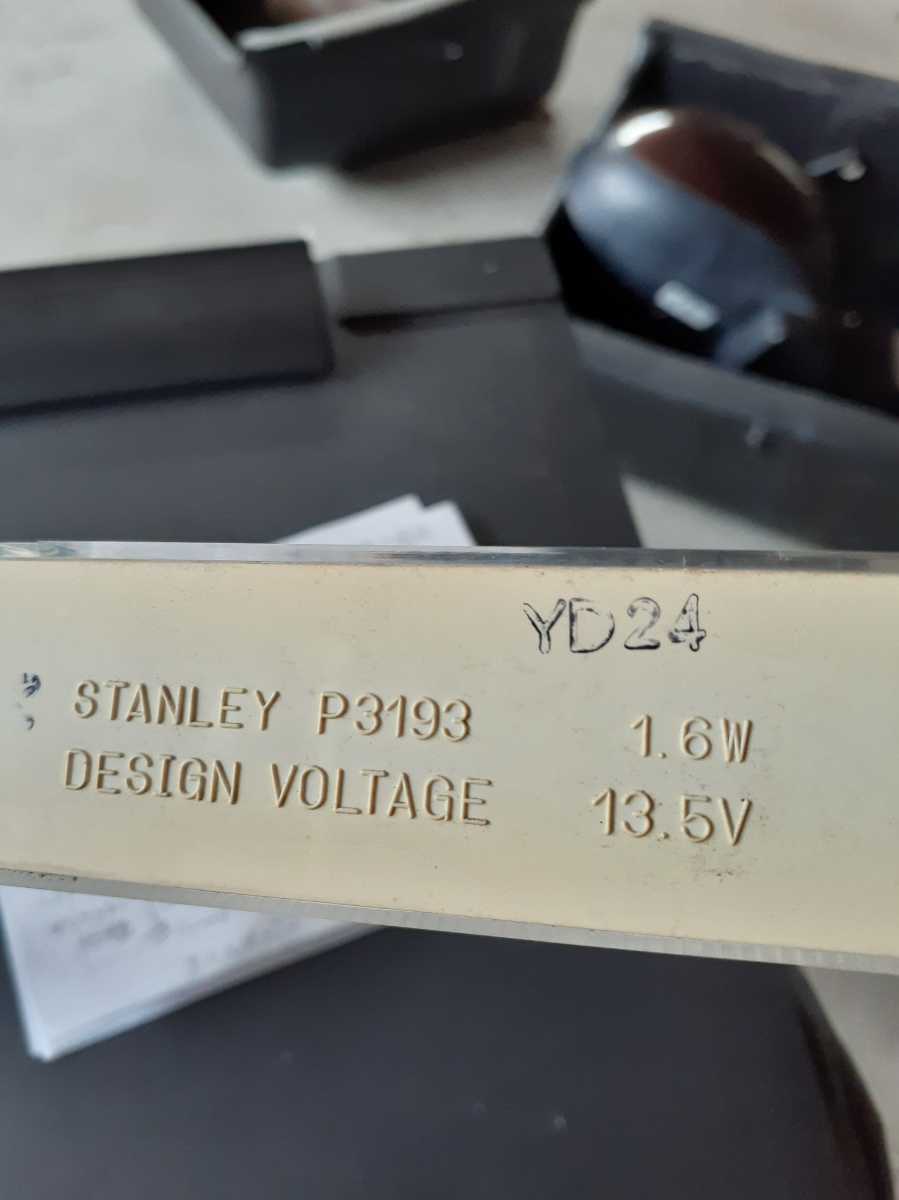 YD24
STANLEY P3193 1.6W
DESIGN VOLTAGE 13.5V